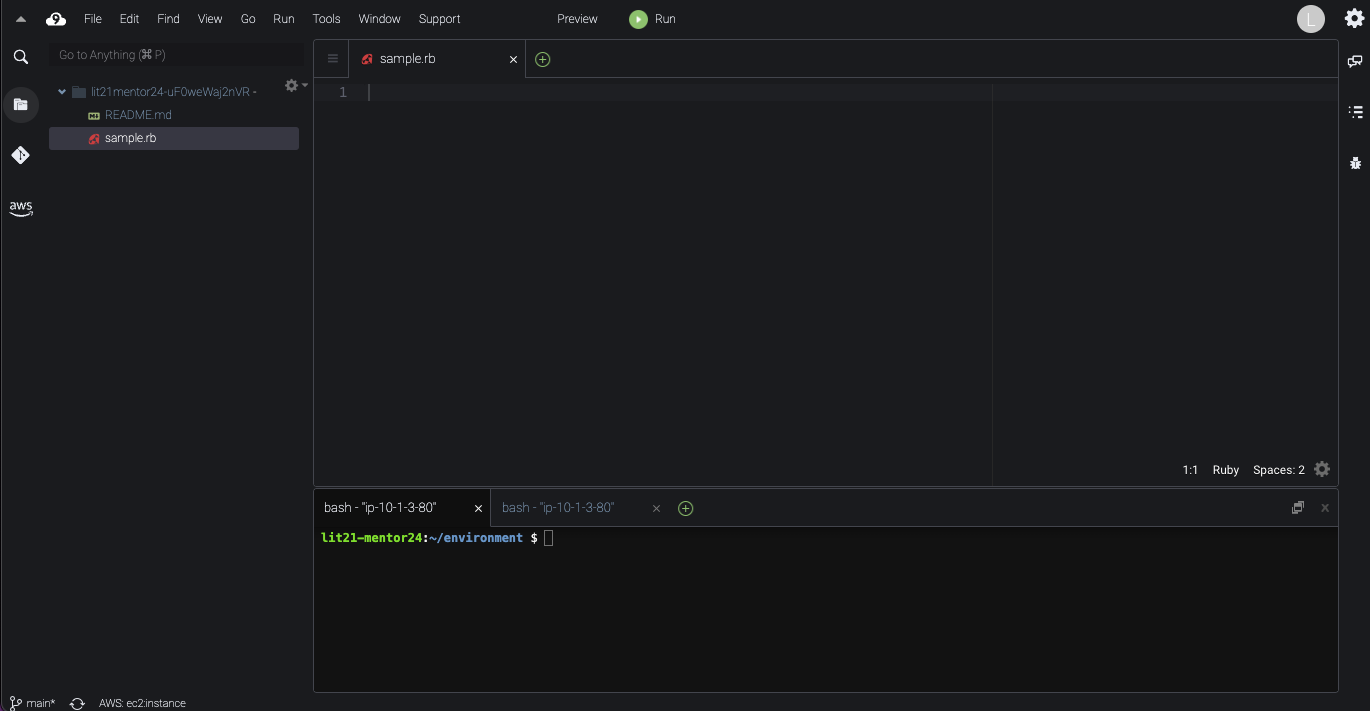 9 File Edit Find View Go Run Tools Window Support Preview Run L
Go to Anything (⌘ P)
sample.rb
lit21mentor24-uF0weWaj2nVR -
README.md
sample.rb
aws
1
1:1 Ruby Spaces: 2
bash - "ip-10-1-3-80" bash - "ip-10-1-3-80"
lit21-mentor24:~/environment $
main* AWS: ec2:instance